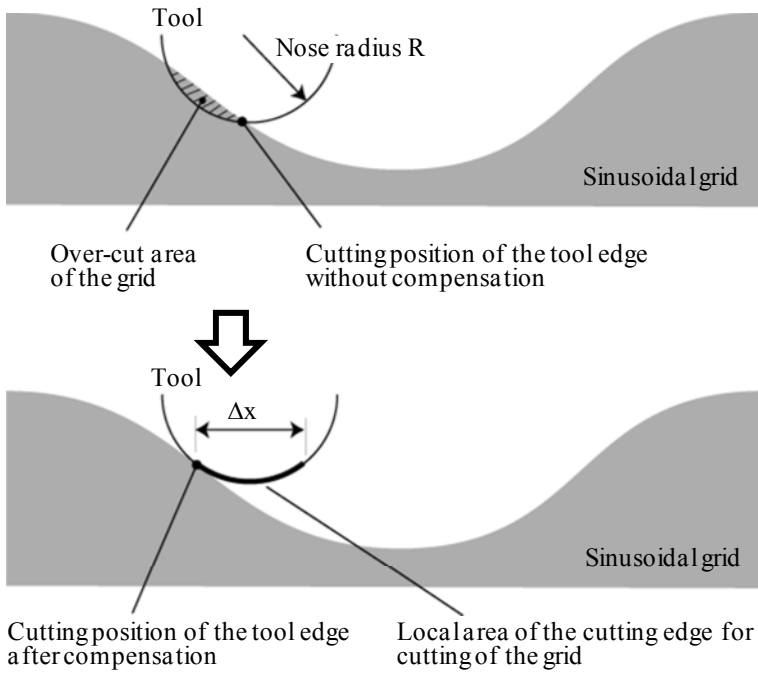 Tool
Nose radius R
Sinusoidal grid
Over-cut area
of the grid
Cutting position of the tool edge
without compensation
Tool
Δx
Sinusoidal grid
Cutting position of the tool edge
after compensation
Local area of the cutting edge for
cutting of the grid